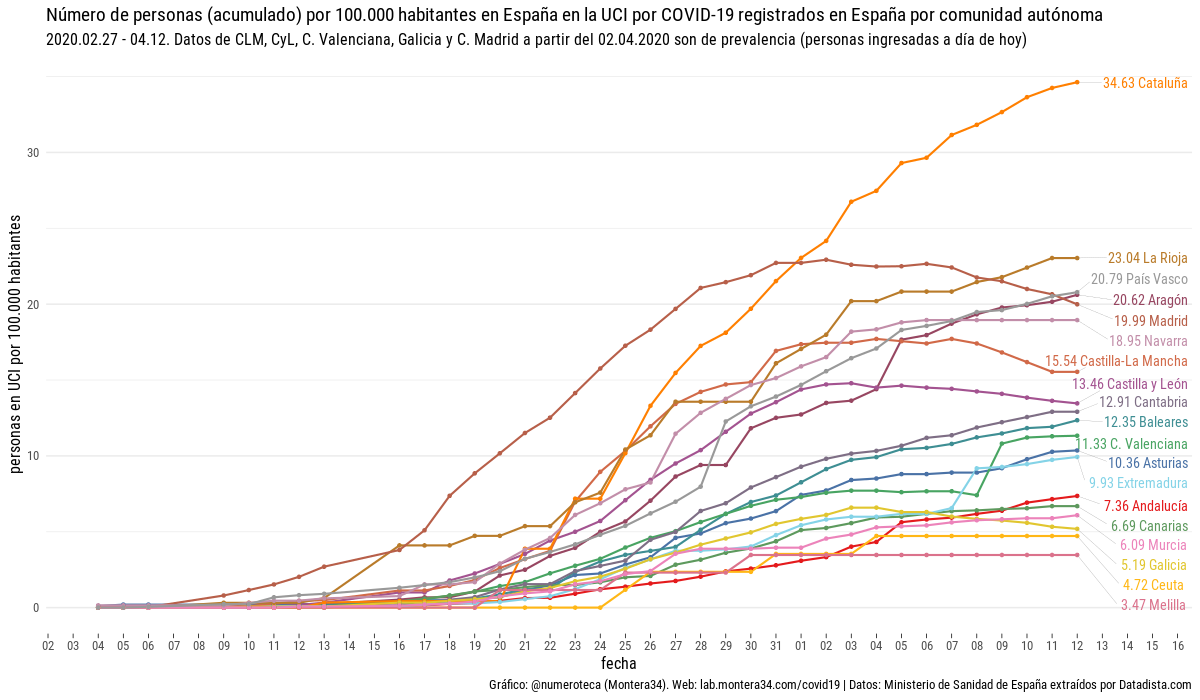 Número de personas (acumulado) por 100.000 habitantes en España en la UCI por COVID-19 registrados en España por comunidad autónoma
2020.02.27 - 04.12. Datos de CLM, CyL, C. Valenciana, Galicia y C. Madrid a partir del 02.04.2020 son de prevalencia (personas ingresadas a día de hoy)
personas en UCI por 100.000 habitantes
30
20
10
0
34.63 Cataluña
23.04 La Rioja
20.79 País Vasco
20.62 Aragón
19.99 Madrid
18.95 Navarra
15.54 Castilla-La Mancha
13.46 Castilla y León
12.91 Cantabria
12.35 Baleares
11.33 C. Valenciana
10.36 Asturias
9.93 Extremadura
7.36 Andalucía
6.69 Canarias
6.09 Murcia
5.19 Galicia
4.72 Ceuta
3.47 Melilla
02 03 04 05 06 07 08 09 10 11 12 13 14 15 16 17 18 19 20 21 22 23 24 25 26 27 28 29 30 31 01 02 03 04 05 06 07 08 09 10 11 12 13 14 15 16
fecha
Gráfico: @numeroteca (Montera34). Web: lab.montera34.com/covid19 | Datos: Ministerio de Sanidad de España extraídos por Datadista.com